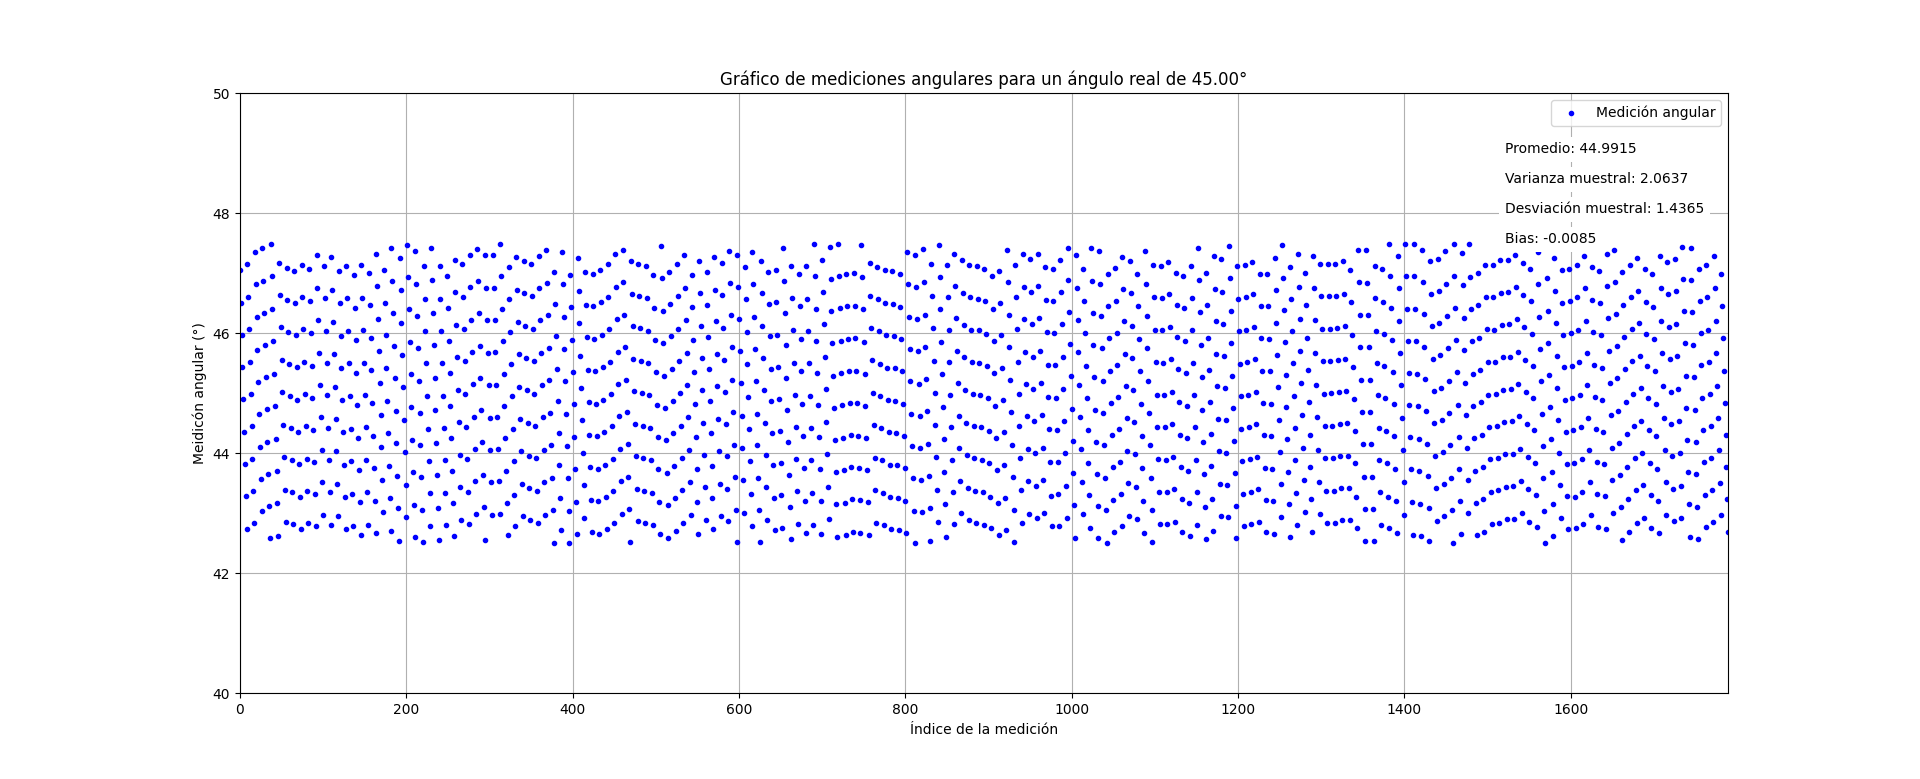 Gráfico de mediciones angulares para un ángulo real de 45.00°
Medición angular
Promedio: 44.9915
Varianza muestral: 2.0637
Desviación muestral: 1.4365
Bias: -0.0085
Meidición angular (°)
50
48
46
44
42
40
0 200 400 600 800 1000 1200 1400 1600
Índice de la medición